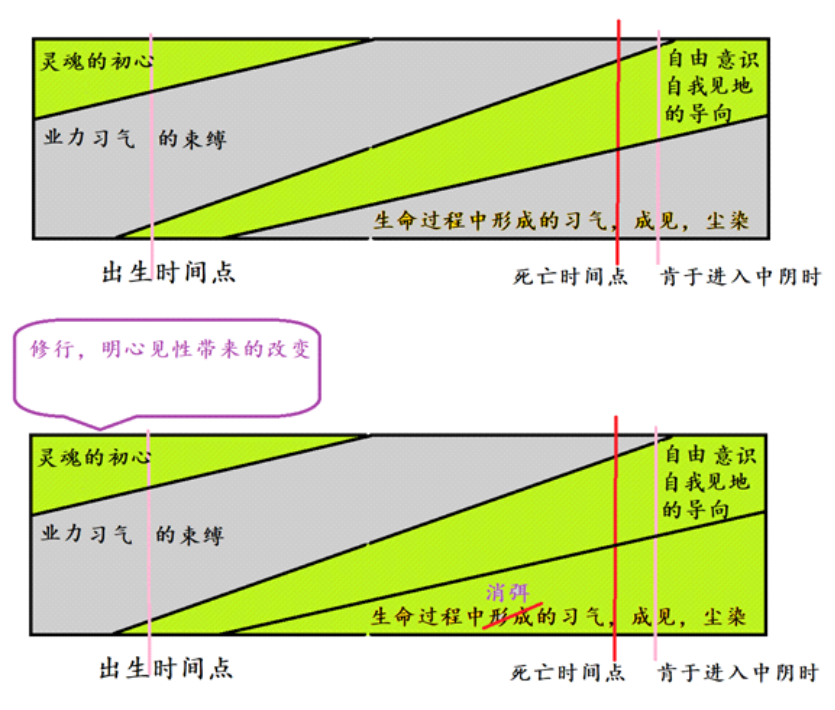 灵魂的初心
自由 意识
自我见地
的导向
业力习气 的束缚
生命过程中形成的习气，成见，尘染
出生时间点
死亡时间点
肯于进入中阴时
修行，明心见性带来的改变
灵魂的初心
自由 意识
自我见地
的导向
业力习气 的束缚
消弭
生命过程中形成的习气，成见，尘染
出生时间点
死亡时间点
肯于进入中阴时